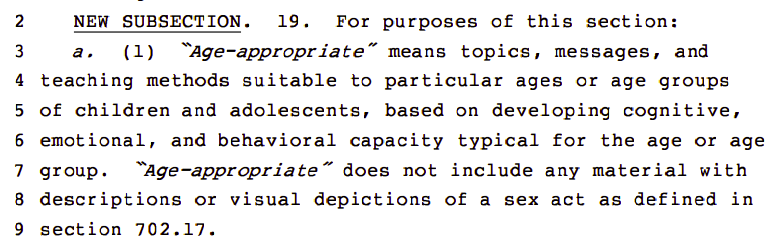 2 NEW SUBSECTION. 19. For purposes of this section:
3 a. (1) “Age-appropriate” means topics, messages, and
4 teaching methods suitable to particular ages or age groups
5 of children and adolescents, based on developing cognitive,
6 emotional, and behavioral capacity typical for the age or age
7 group. “Age-appropriate” does not include any material with
8 descriptions or visual depictions of a sex act as defined in
9 section 702.17.